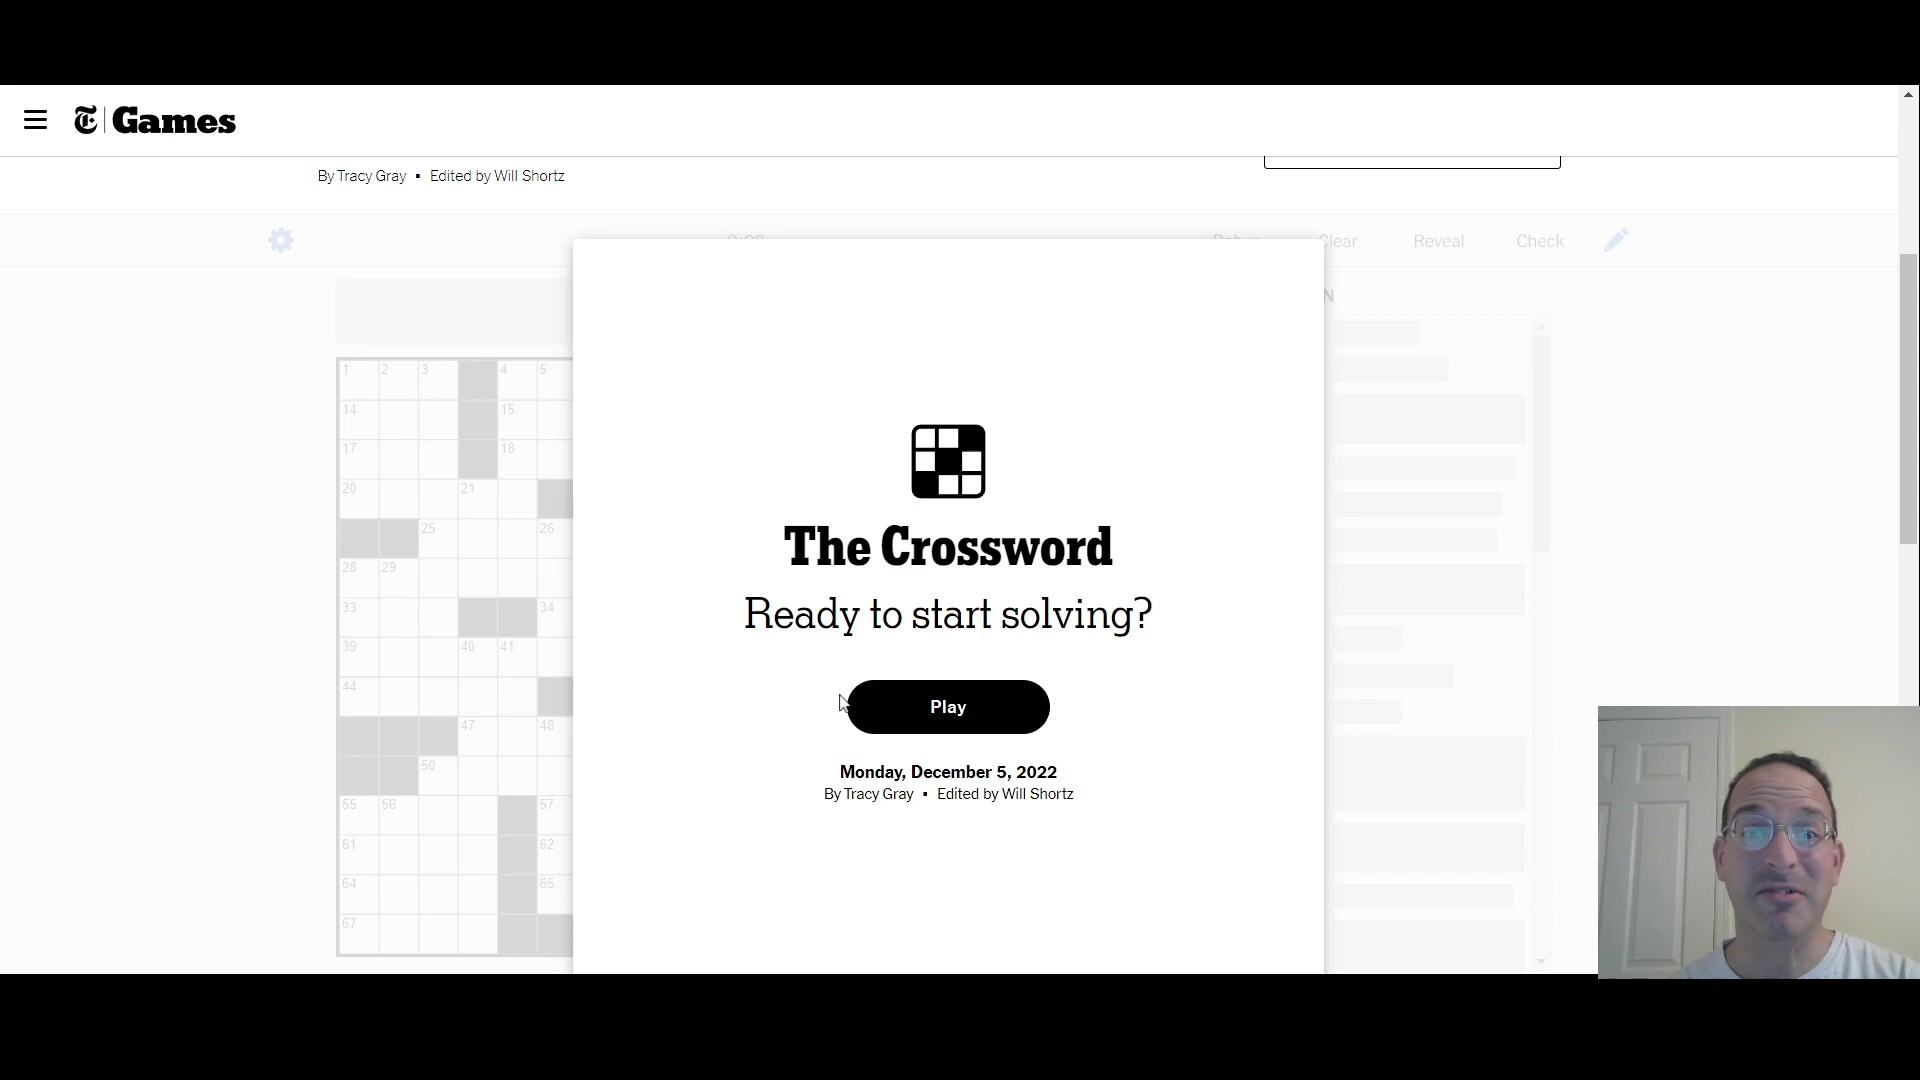 T Games
By Tracy Gray ▪ Edited by Will Shortz
0:00 Clear Reveal Check
N
1 2 3 4 5
14 15
17 18
20 21
25 26
28 29
33 34
39 40 41
44
47 48
50
55 56 57
61 62
64 65
67
The Crossword
Ready to start solving?
Play
Monday, December 5, 2022
By Tracy Gray ▪ Edited by Will Shortz